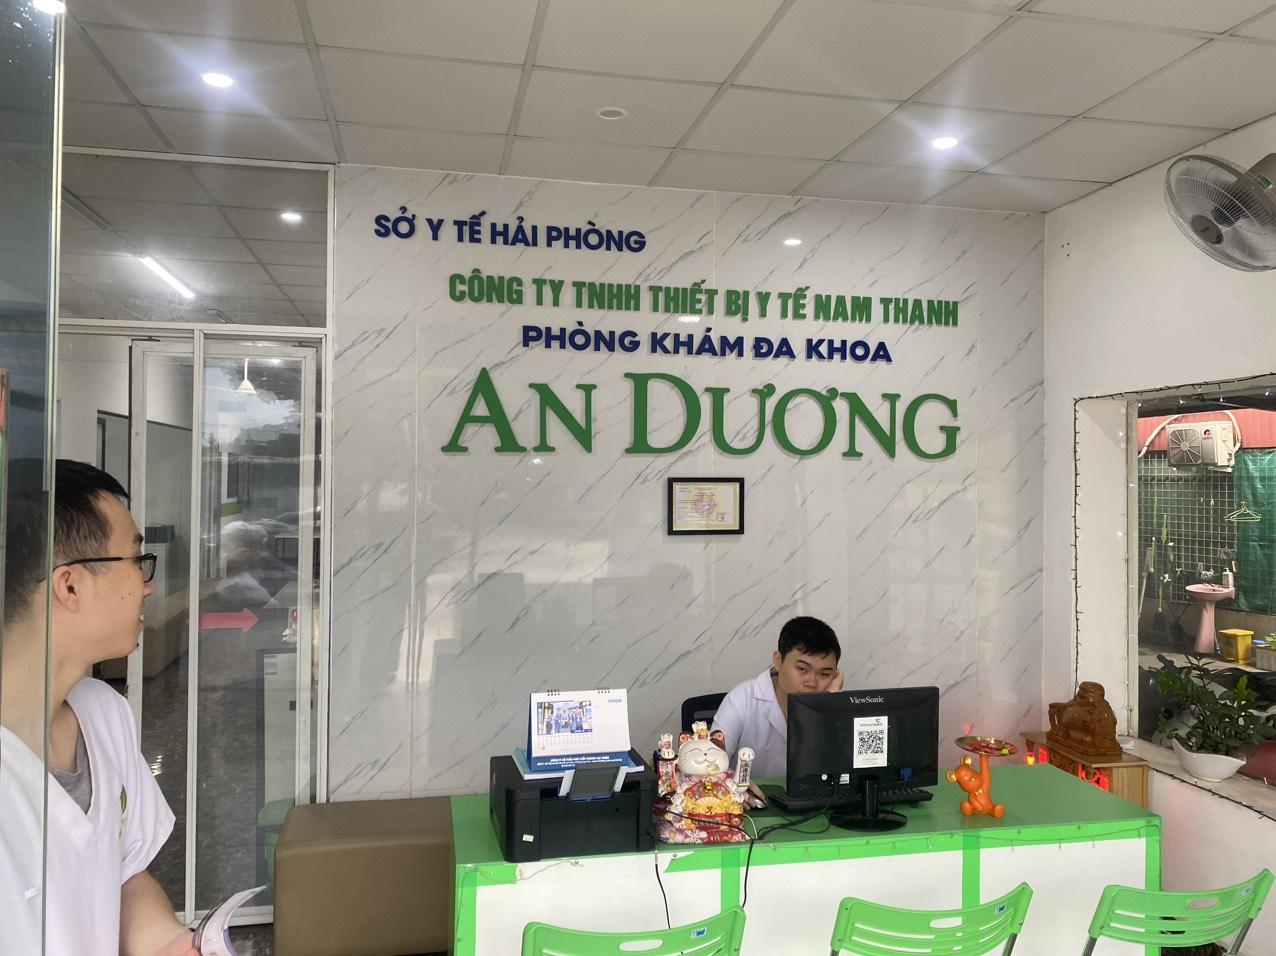 SỞ Y TẾ HẢI PHÒNG
CÔNG TY TNHH THIẾT BỊ Y TẾ NAM THANH
PHÒNG KHÁM ĐA KHOA
AN DƯƠNG
ViewSonic